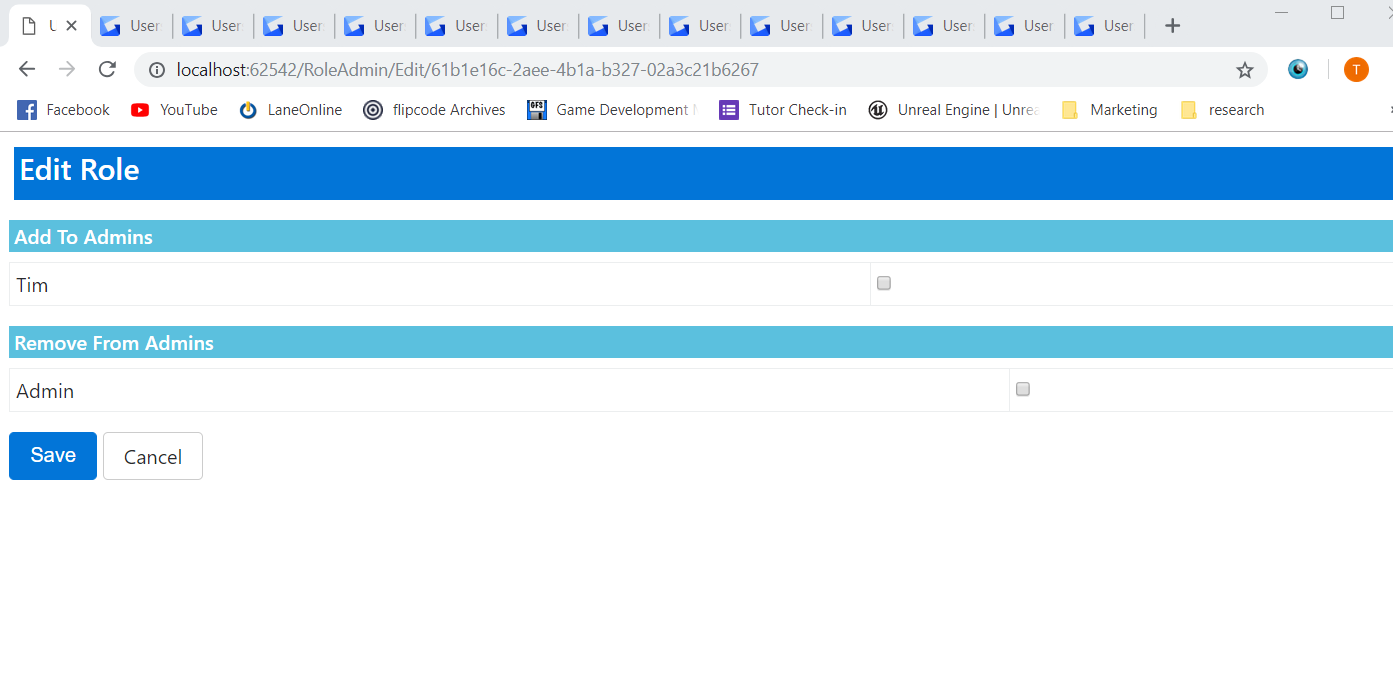 U
User
User
User
User
User
User
User
User
User
User
User
User
User
localhost:62542/RoleAdmin/Edit/61b1e16c-2aee-4b1a-b327-02a3c21b6267
T
Facebook
YouTube
LaneOnline
flipcode Archives
GFS
Game Development
Tutor Check-in
Unreal Engine | Unrea
Marketing
research
Edit Role
Add To Admins
Tim
Remove From Admins
Admin
Save
Cancel